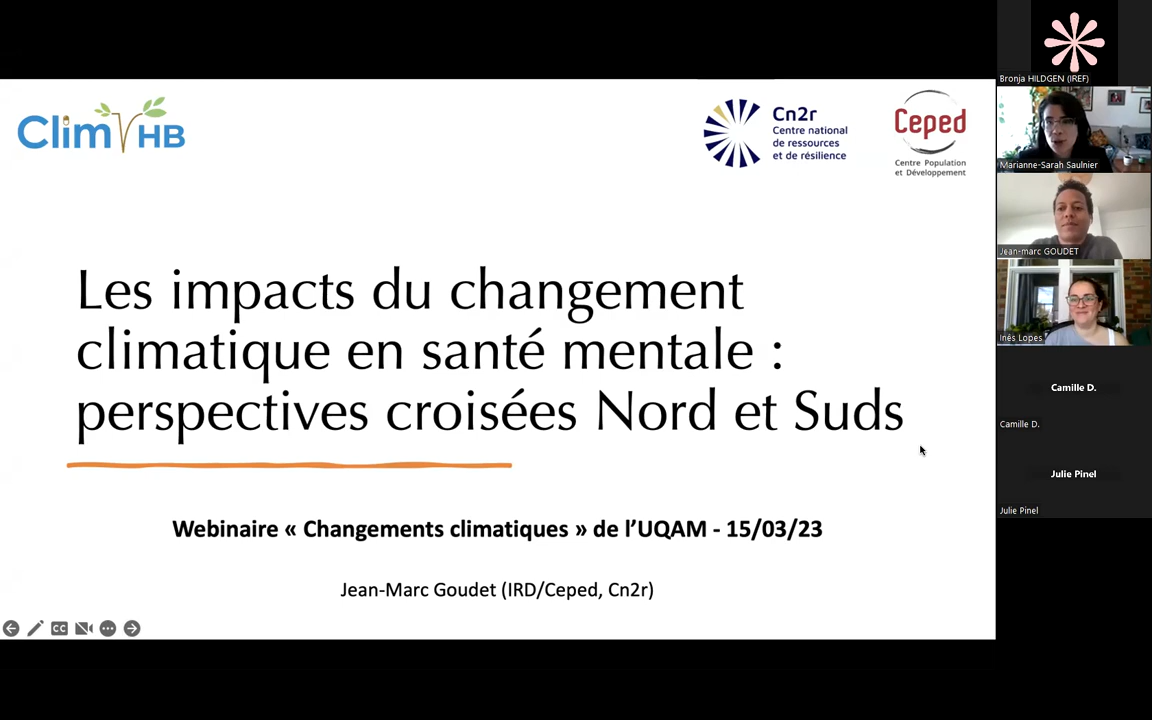 Clim HB
Cn2r
Centre national
de ressources
et de résilience
Ceped
Centre Population
et Développement
Les impacts du changement
climatique en santé mentale :
perspectives croisées Nord et Suds
Webinaire « Changements climatiques » de l’UQAM - 15/03/23
Jean-Marc Goudet (IRD/Ceped, Cn2r)
CC
Bronja HILDGEN (IREF)
Marianne-Sarah Saulnier
Jean-marc GOUDET
Inês Lopes
Camille D.
Camille D.
Julie Pinel
Julie Pinel